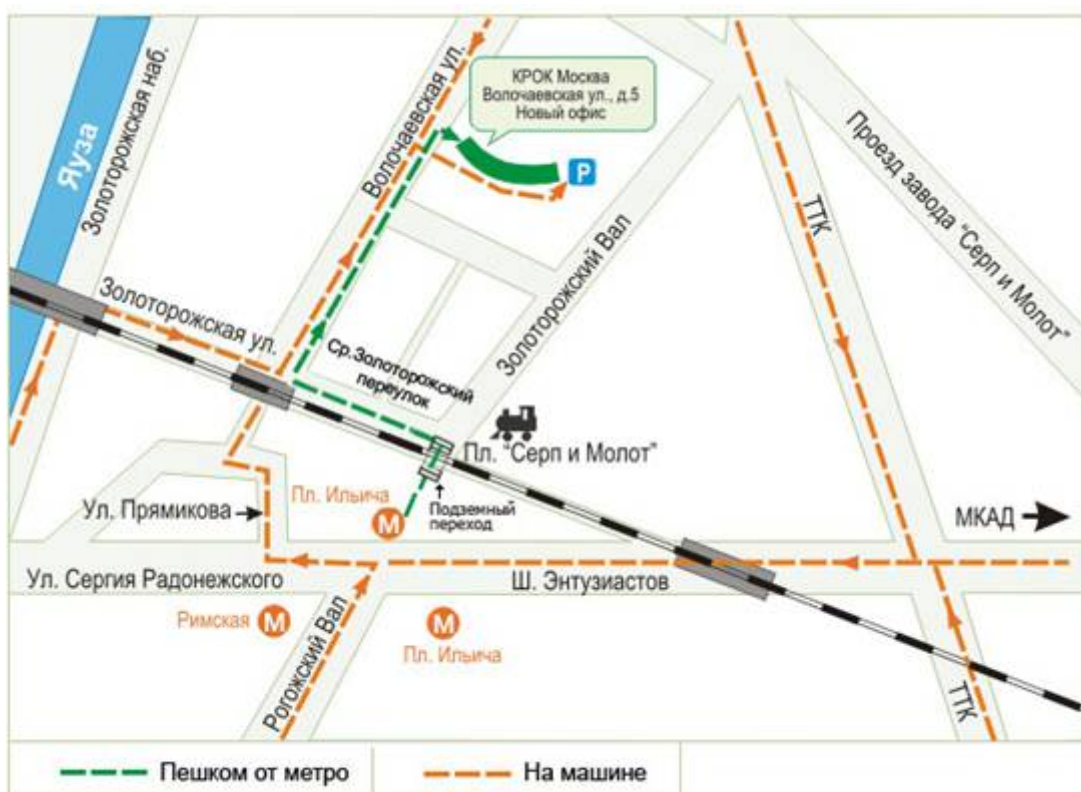 КРОК Москва
Волочаевская ул., д.5
Новый офис
Яуза
Золоторожская наб.
Волочаевская ул.
P
Проезд завода "Серп и Молот"
ТТК
Золоторожский Вал
Золоторожская ул.
Ср.Золоторожский
переулок
Пл. "Серп и Молот"
Пл. Ильича
М
Подземный
переход
Ул. Прямикова
МКАД
Ул. Сергия Радонежского
Ш. Энтузиастов
Римская
М
М
Пл. Ильича
Рогожский Вал
ТТК
Пешком от метро
На машине